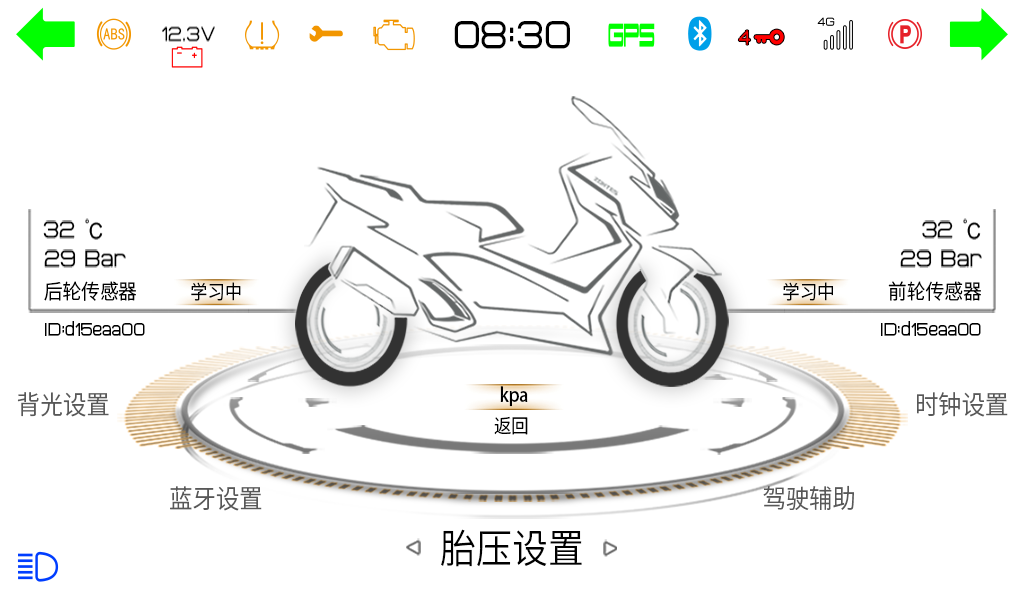 ABS
12.3V
08:30
GPS
4
4G
P
ZONTES
32 ℃
29 Bar
后轮传感器
学习中
ID:d15eaa00
32 ℃
29 Bar
学习中
前轮传感器
ID:d15eaa00
kpa
返回
背光设置
时钟设置
蓝牙设置
驾驶辅助
胎压设置